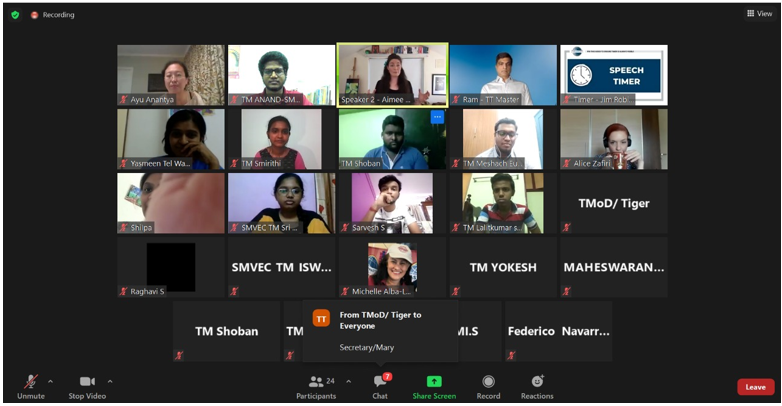 Recording
View
Ayu Anantya
TM ANAND-SM...
Speaker 2 - Aimee ...
Ram - TT Master
SPEECH
TIMER
Timer - Jim Robi...
Yasmeen Tel Wa...
TM Smirithi
TM Shoban
TM Meshach Su...
Alice Zafiri
Shilpa
SMVEC TM Sri ...
Sarvesh S
TM Lalitkumar s...
TMoD/ Tiger
Raghavi S
SMVEC TM ISW...
Michelle Alba-L...
TM YOKESH
MAHESWARAN...
TM Shoban
TM
MI.S
Federico Navarr...
TT
From TMoD/ Tiger to
Everyone
Secretary/Mary
Unmute
Stop Video
24
Participants
7
Chat
Share Screen
Record
Reactions
Leave